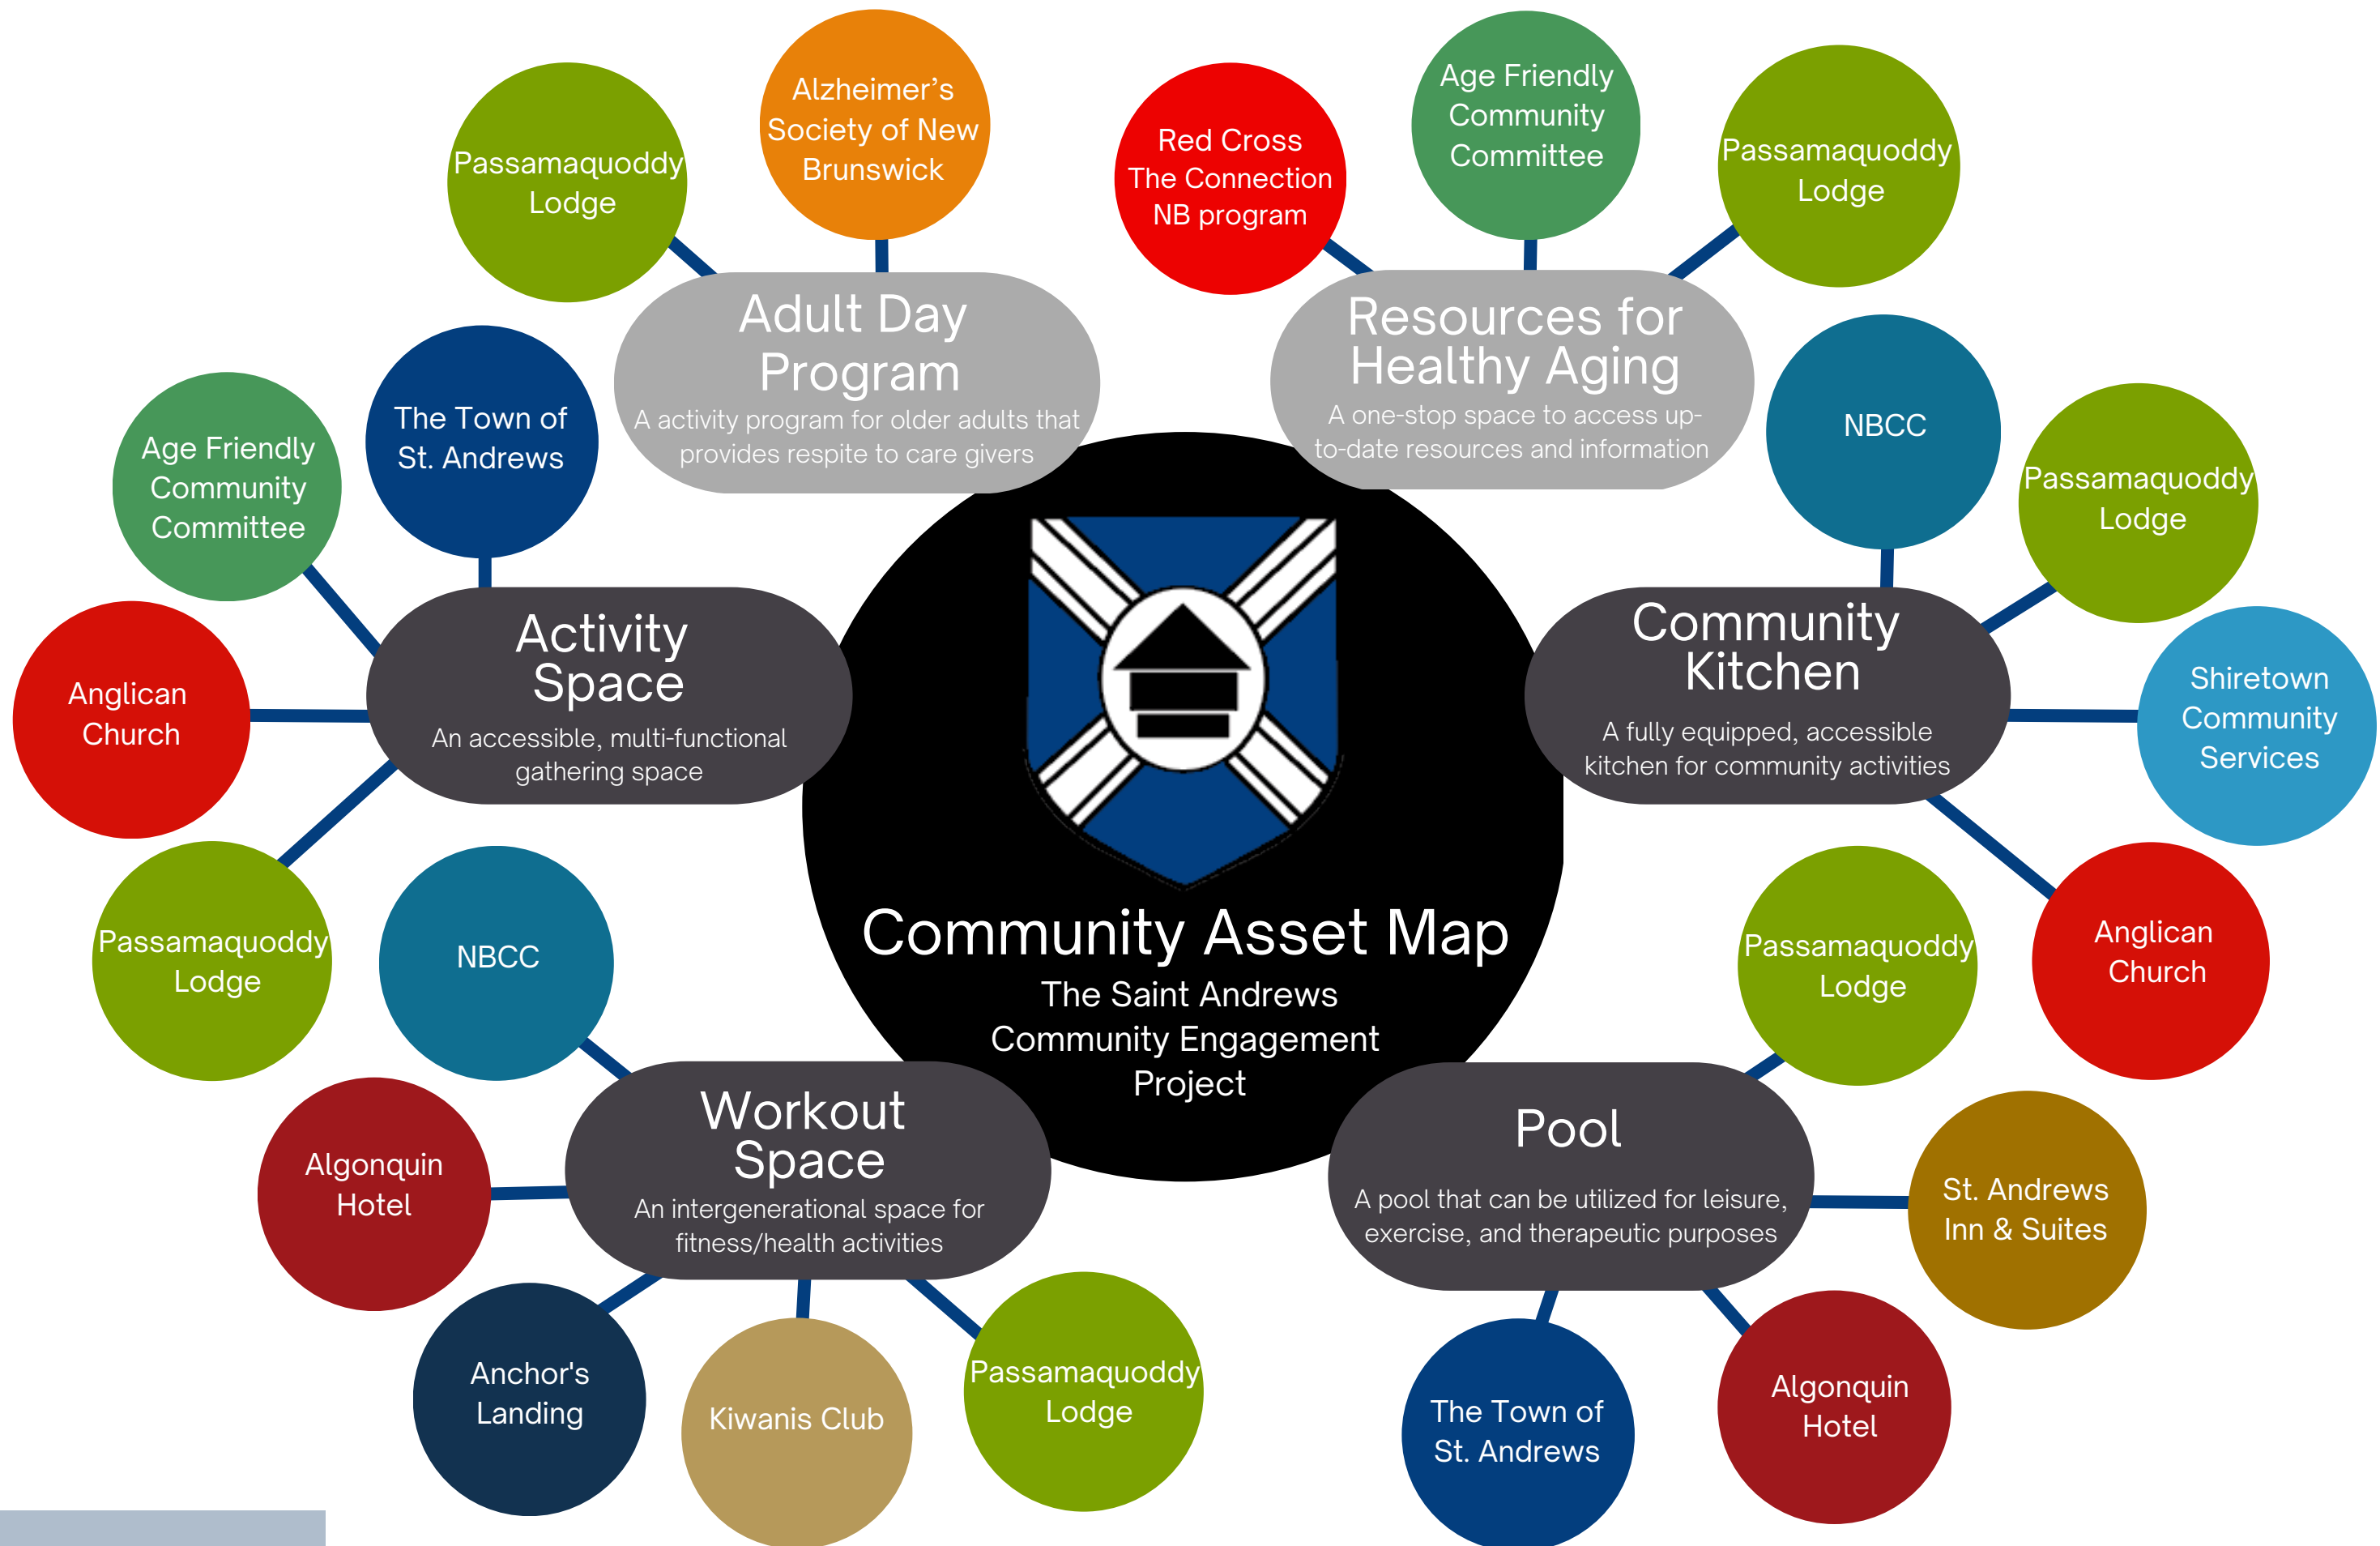 Passamaquoddy
Lodge
Alzheimer’s
Society of New
Brunswick
Adult Day
Program
A activity program for older adults that
provides respite to care givers
Red Cross
The Connection
NB program
Age Friendly
Community
Committee
Passamaquoddy
Lodge
Resources for
Healthy Aging
A one-stop space to access up-
to-date resources and information
Age Friendly
Community
Committee
The Town of
St. Andrews
Anglican
Church
Passamaquoddy
Lodge
Activity
Space
An accessible, multi-functional
gathering space
NBCC
Passamaquoddy
Lodge
Shiretown
Community
Services
Anglican
Church
Community
Kitchen
A fully equipped, accessible
kitchen for community activities
Community Asset Map
The Saint Andrews
Community Engagement
Project
NBCC
Algonquin
Hotel
Anchor's
Landing
Kiwanis Club
Passamaquoddy
Lodge
Workout
Space
An intergenerational space for
fitness/health activities
Passamaquoddy
Lodge
St. Andrews
Inn & Suites
Algonquin
Hotel
The Town of
St. Andrews
Pool
A pool that can be utilized for leisure,
exercise, and therapeutic purposes